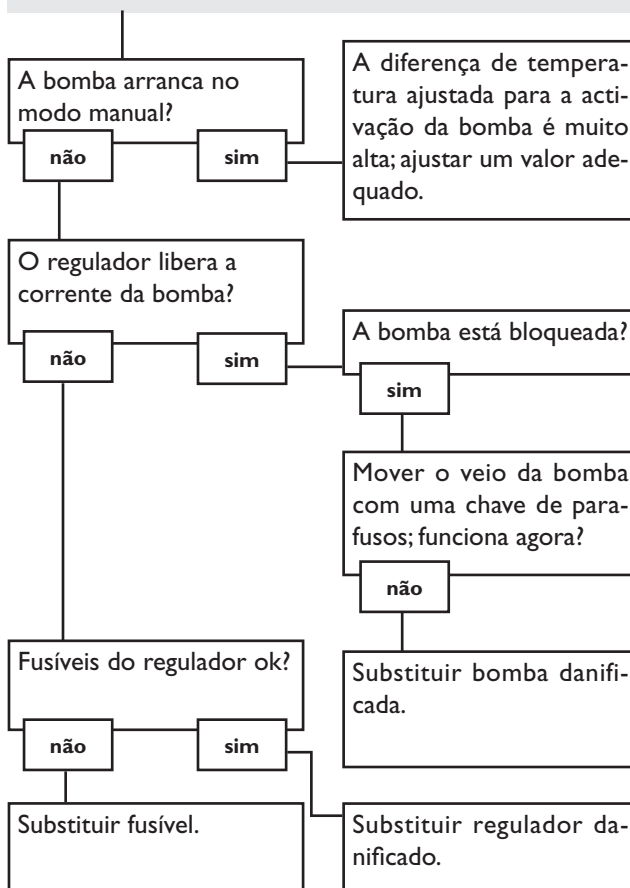 A bomba arranca no
modo manual?
não
sim
A diferença de tempera-
tura ajustada para a acti-
vação da bomba é muito
alta; ajustar um valor ade-
quado.
O regulador libera a
corrente da bomba?
não
sim
A bomba está bloqueada?
sim
Mover o veio da bomba
com uma chave de para-
fusos; funciona agora?
não
Substituir bomba danifi-
cada.
Fusíveis do regulador ok?
não
sim
Substituir fusível.
Substituir regulador da-
nificado.